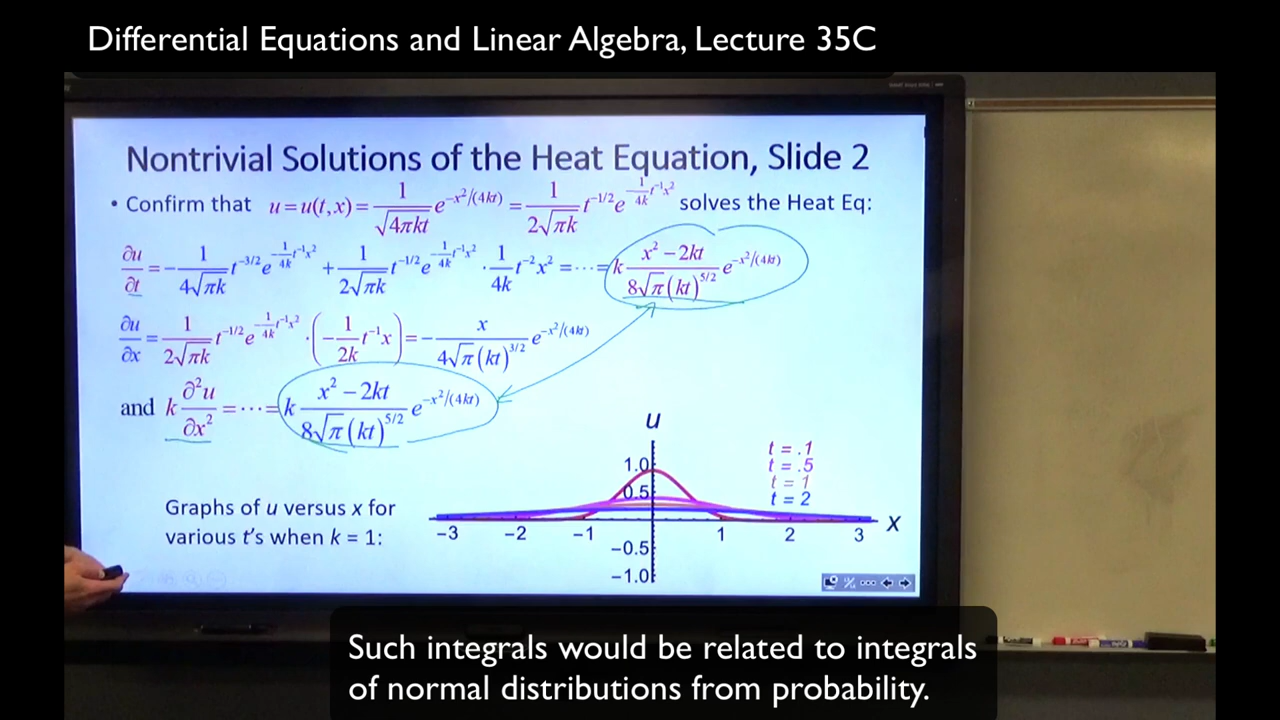 Differential Equations and Linear Algebra, Lecture 35C
Nontrivial Solutions of the Heat Equation, Slide 2
• Confirm that u = u(t,x) = 1/√(4πkt) e^(−x²/(4kt)) = 1/(2√(πk)) t^(−1/2) e^(−(1/4k)t^(−1)x²) solves the Heat Eq:
∂u/∂t = −1/(4√(πk)) t^(−3/2) e^(−(1/4k)t^(−1)x²) + 1/(2√(πk)) t^(−1/2) e^(−(1/4k)t^(−1)x²) · 1/(4k) t^(−2)x² = ⋯ = k (x² − 2kt)/(8√π(kt)^(5/2)) e^(−x²/(4kt))
∂u/∂x = 1/(2√(πk)) t^(−1/2) e^(−(1/4k)t^(−1)x²) · (−1/(2k) t^(−1)x) = −x/(4√π(kt)^(3/2)) e^(−x²/(4kt))
and k ∂²u/∂x² = ⋯ = k (x² − 2kt)/(8√π(kt)^(5/2)) e^(−x²/(4kt))
Graphs of u versus x for
various t's when k = 1:
u
1.0
0.5
−0.5
−1.0
−3 −2 −1 1 2 3 x
t = .1
t = .5
t = 1
t = 2
Such integrals would be related to integrals
of normal distributions from probability.